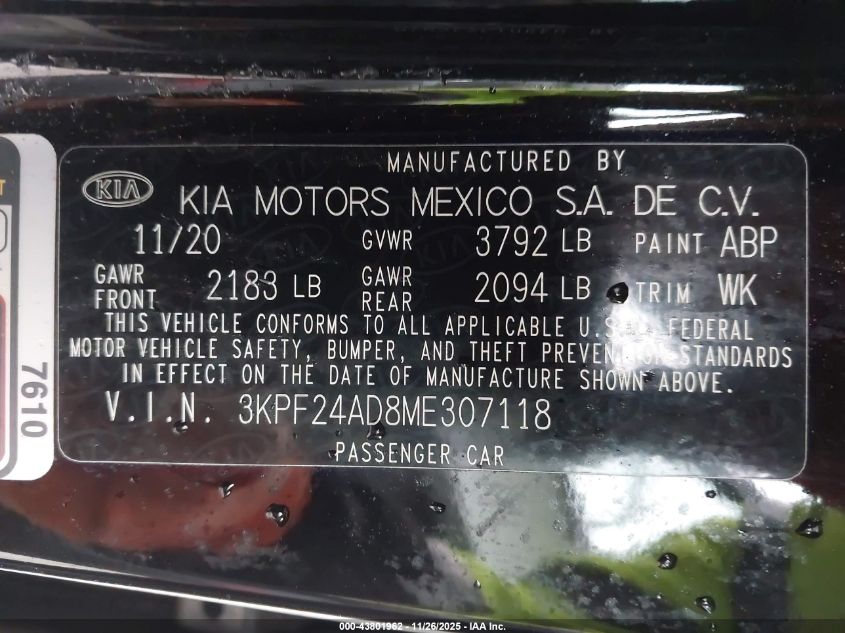 MANUFACTURED BY
KIA KIA MOTORS MEXICO S.A. DE C.V.
11/20 GVWR 3792 LB PAINT ABP
GAWR FRONT 2183 LB GAWR REAR 2094 LB TRIM WK
THIS VEHICLE CONFORMS TO ALL APPLICABLE U.S.A. FEDERAL
MOTOR VEHICLE SAFETY, BUMPER, AND THEFT PREVENTION STANDARDS
IN EFFECT ON THE DATE OF MANUFACTURE SHOWN ABOVE.
V.I.N. 3KPF24AD8ME307118
PASSENGER CAR
7610
000-43801962 - 11/26/2025 - IAA Inc.